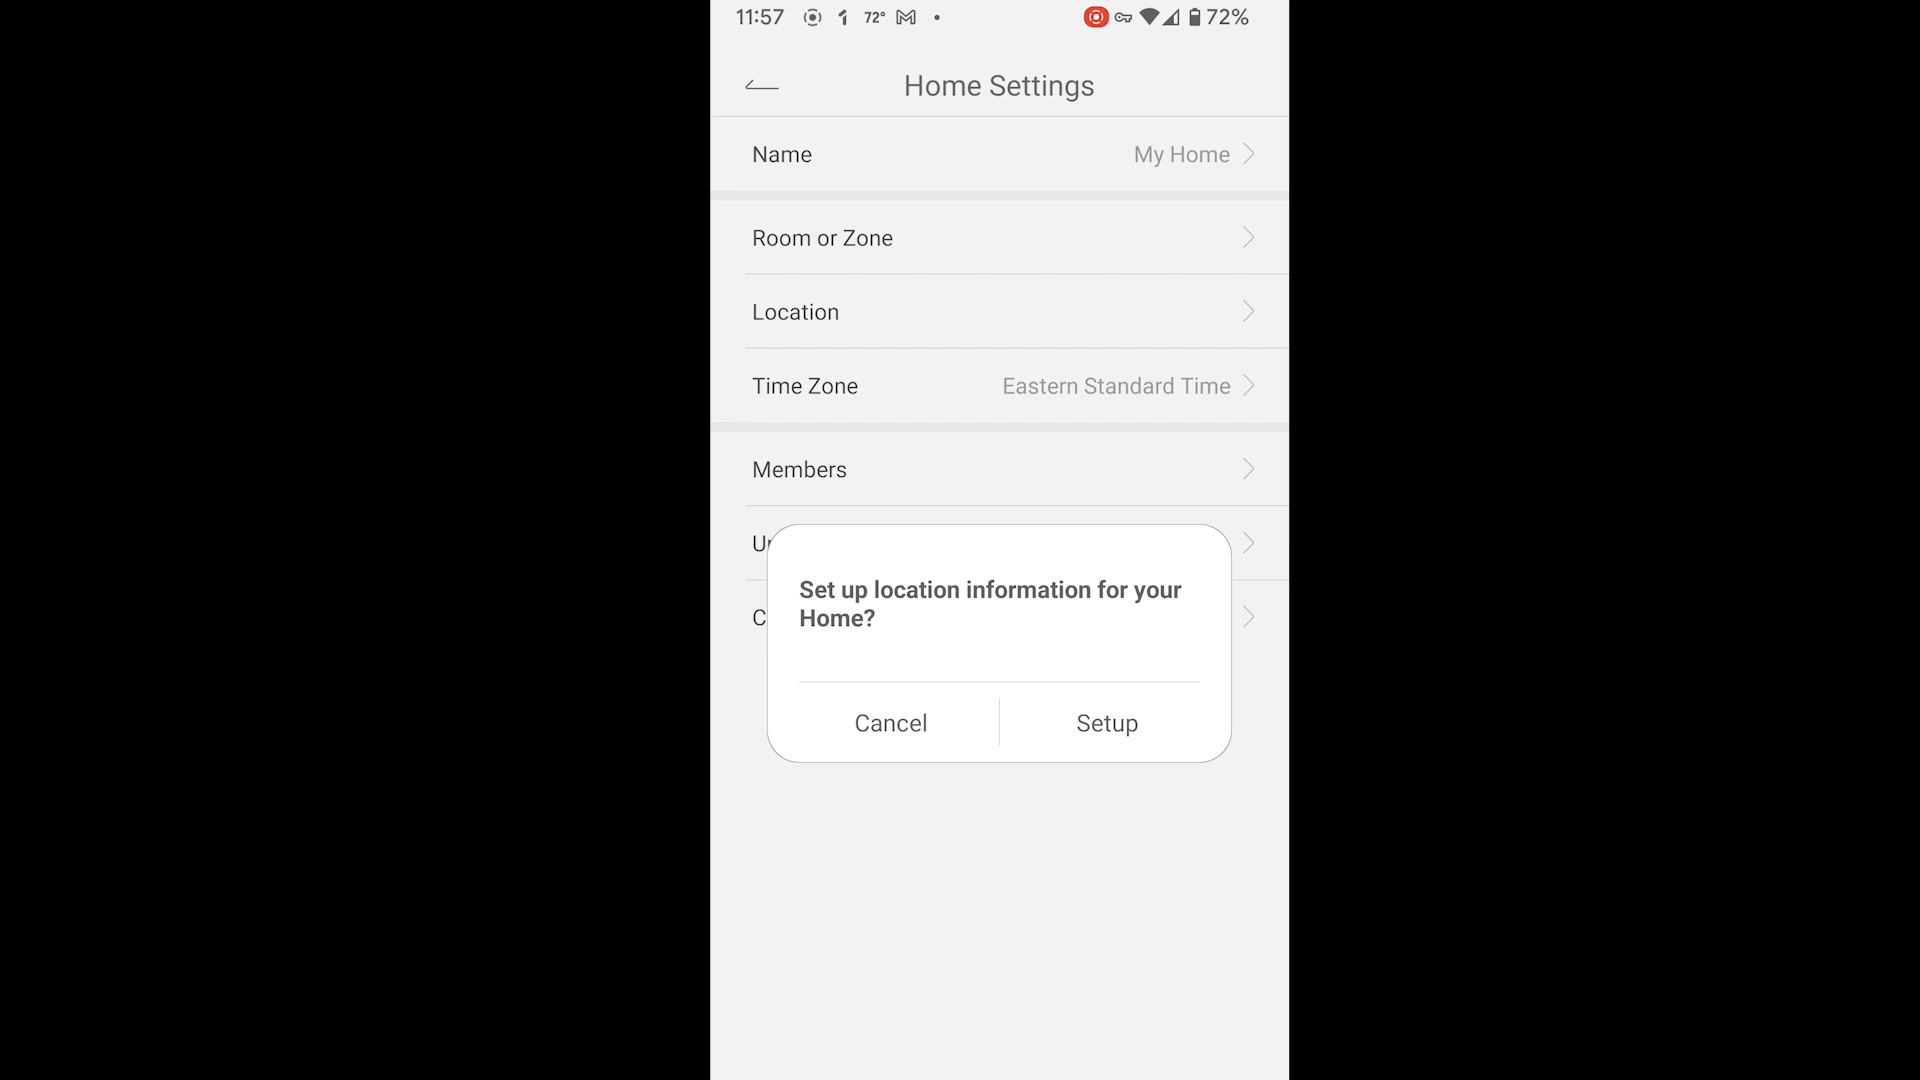 11:57 72° 72%
Home Settings
Name My Home
Room or Zone
Location
Time Zone Eastern Standard Time
Members
Set up location information for your
Home?
Cancel Setup